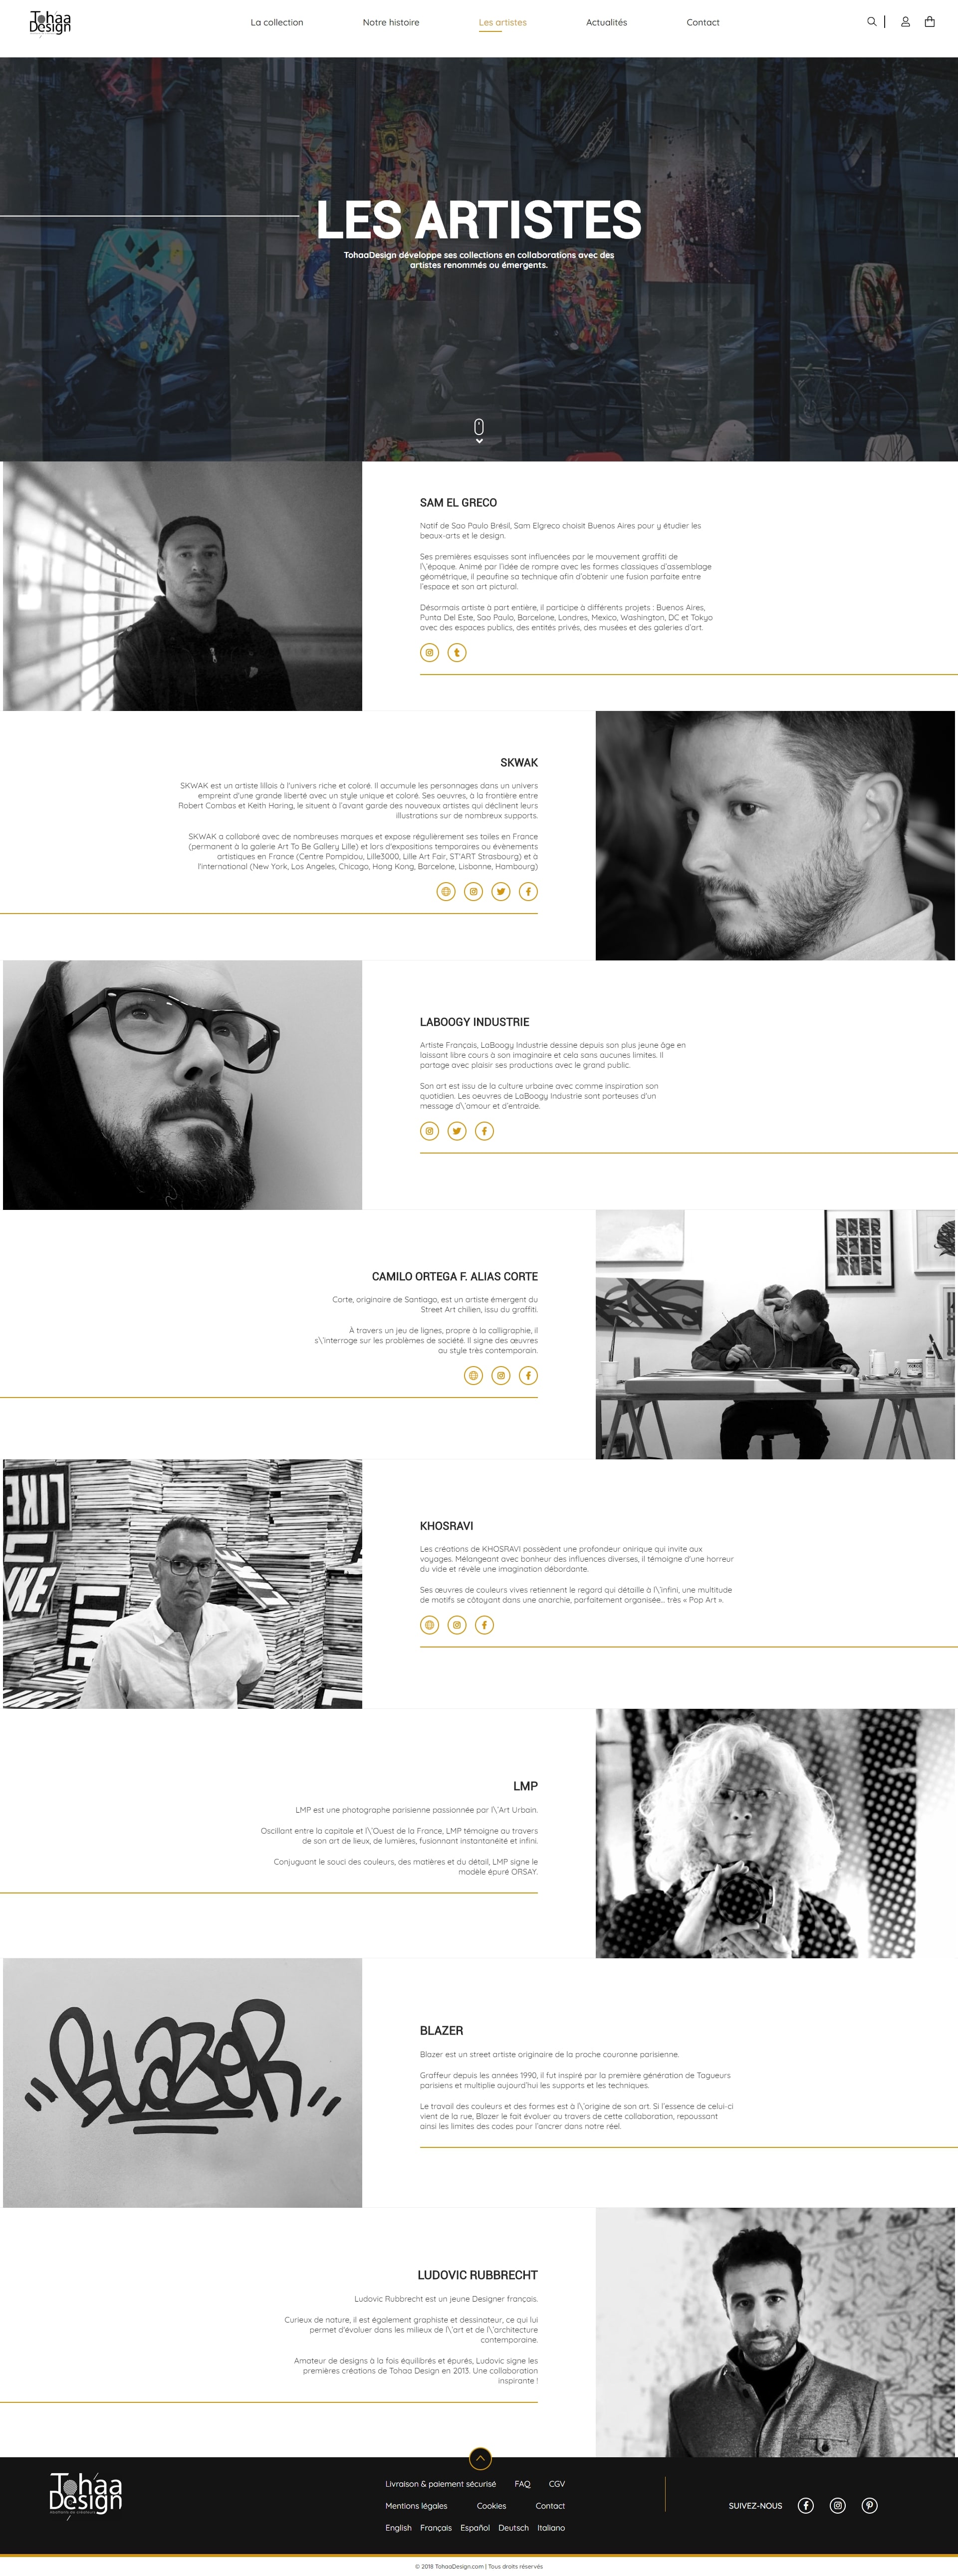 Tohaa
Design
La collection
Notre histoire
Les artistes
Actualités
Contact
LES ARTISTES
TohaaDesign développe ses collections en collaborations avec des
artistes renommés ou émergents.
SAM EL GRECO
Natif de Sao Paulo Brésil, Sam Elgreco choisit Buenos Aires pour y étudier les
beaux-arts et le design.
Ses premières esquisses sont influencées par le mouvement graffiti de
l\'époque. Animé par l'idée de rompre avec les formes classiques d'assemblage
géométrique, il peaufine sa technique afin d'obtenir une fusion parfaite entre
l'espace et son art pictural.
Désormais artiste à part entière, il participe à différents projets : Buenos Aires,
Punta Del Este, Sao Paulo, Barcelone, Londres, Mexico, Washington, DC et Tokyo
avec des espaces publics, des entités privés, des musées et des galeries d'art.
SKWAK
SKWAK est un artiste lillois à l'univers riche et coloré. Il accumule les personnages dans un univers
empreint d'une grande liberté avec un style unique et coloré. Ses oeuvres, à la frontière entre
Robert Combas et Keith Haring, le situent à l'avant garde des nouveaux artistes qui déclinent leurs
illustrations sur de nombreux supports.
SKWAK a collaboré avec de nombreuses marques et expose régulièrement ses toiles en France
(permanent à la galerie Art To Be Gallery Lille) et lors d'expositions temporaires ou évènements
artistiques en France (Centre Pompidou, Lille3000, Lille Art Fair, ST'ART Strasbourg) et à
l'international (New York, Los Angeles, Chicago, Hong Kong, Barcelone, Lisbonne, Hambourg)
LABOOGY INDUSTRIE
Artiste Français, LaBoogy Industrie dessine depuis son plus jeune âge en
laissant libre cours à son imaginaire et cela sans aucunes limites. Il
partage avec plaisir ses productions avec le grand public.
Son art est issu de la culture urbaine avec comme inspiration son
quotidien. Les oeuvres de LaBoogy Industrie sont porteuses d'un
message d\'amour et d'entraide.
CAMILO ORTEGA F. ALIAS CORTE
Corte, originaire de Santiago, est un artiste émergent du
Street Art chilien, issu du graffiti.
À travers un jeu de lignes, propre à la calligraphie, il
s\'interroge sur les problèmes de société. Il signe des œuvres
au style très contemporain.
LIKE
LIKE
LIKE
KHOSRAVI
Les créations de KHOSRAVI possèdent une profondeur onirique qui invite aux
voyages. Mélangeant avec bonheur des influences diverses, il témoigne d'une horreur
du vide et révèle une imagination débordante.
Ses œuvres de couleurs vives retiennent le regard qui détaille à l\'infini, une multitude
de motifs se côtoyant dans une anarchie, parfaitement organisée... très « Pop Art ».
LMP
LMP est une photographe parisienne passionnée par l\'Art Urbain.
Oscillant entre la capitale et l\'Ouest de la France, LMP témoigne au travers
de son art de lieux, de lumières, fusionnant instantanéité et infini.
Conjuguant le souci des couleurs, des matières et du détail, LMP signe le
modèle épuré ORSAY.
Blazer
BLAZER
Blazer est un street artiste originaire de la proche couronne parisienne.
Graffeur depuis les années 1990, il fut inspiré par la première génération de Tagueurs
parisiens et multiplie aujourd'hui les supports et les techniques.
Le travail des couleurs et des formes est à l\'origine de son art. Si l'essence de celui-ci
vient de la rue, Blazer le fait évoluer au travers de cette collaboration, repoussant
ainsi les limites des codes pour l'ancrer dans notre réel.
LUDOVIC RUBBRECHT
Ludovic Rubbrecht est un jeune Designer français.
Curieux de nature, il est également graphiste et dessinateur, ce qui lui
permet d'évoluer dans les milieux de l\'art et de l\'architecture
contemporaine.
Amateur de designs à la fois équilibrés et épurés, Ludovic signe les
premières créations de Tohaa Design en 2013. Une collaboration
inspirante !
Tohaa
Design
Livraison & paiement sécurisé FAQ CGV
Mentions légales Cookies Contact
English Français Español Deutsch Italiano
SUIVEZ-NOUS
© 2018 TohaaDesign.com | Tous droits réservés